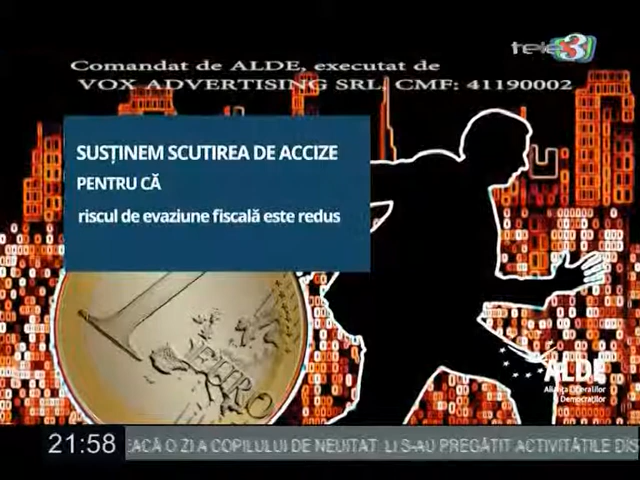 tele3
Comandat de ALDE, executat de
VOX ADVERTISING SRL, CMF: 41190002
SUSȚINEM SCUTIREA DE ACCIZE
PENTRU CĂ
riscul de evaziune fiscală este redus
1 EURO
ALDE
Alianța Liberalilor
și Democraților
21:58 EACĂ O ZI A COPILULUI DE NEUITAT LI S-AU PREGĂTIT ACTIVITĂȚILE DIS